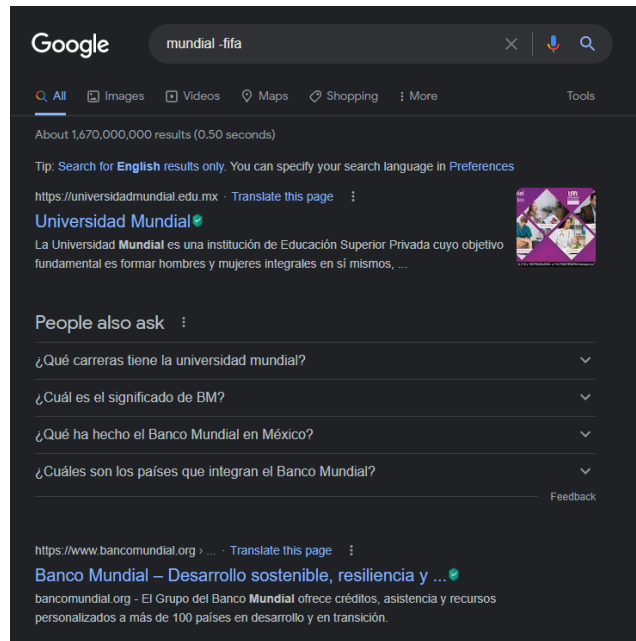 Google
mundial -fifa
All Images Videos Maps Shopping More Tools
About 1,670,000,000 results (0.50 seconds)
Tip: Search for English results only. You can specify your search language in Preferences
https://universidadmundial.edu.mx · Translate this page
Universidad Mundial
La Universidad Mundial es una institución de Educación Superior Privada cuyo objetivo
fundamental es formar hombres y mujeres integrales en sí mismos, ...
People also ask
¿Qué carreras tiene la universidad mundial?
¿Cuál es el significado de BM?
¿Qué ha hecho el Banco Mundial en México?
¿Cuáles son los países que integran el Banco Mundial?
Feedback
https://www.bancomundial.org › ... · Translate this page
Banco Mundial – Desarrollo sostenible, resiliencia y ...
bancomundial.org - El Grupo del Banco Mundial ofrece créditos, asistencia y recursos
personalizados a más de 100 países en desarrollo y en transición.